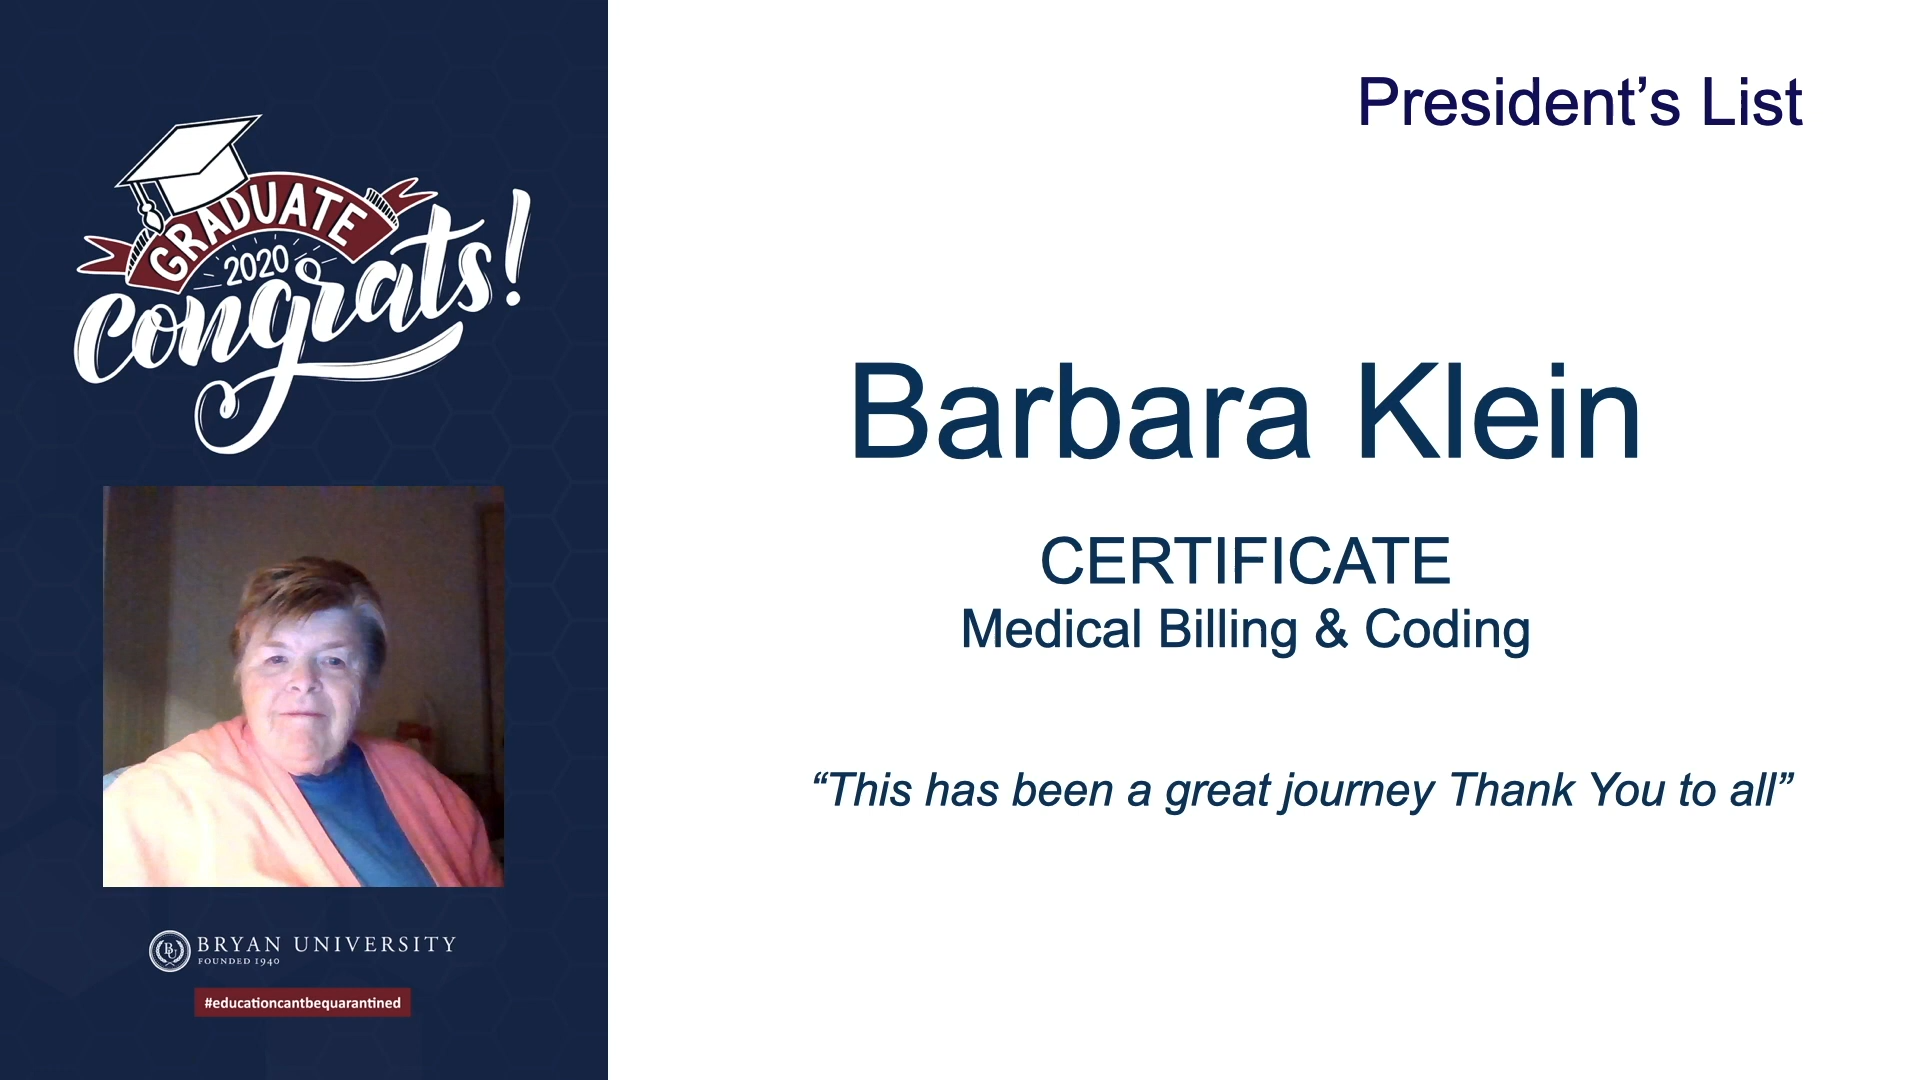 GRADUATE
2020
congrats!
BRYAN UNIVERSITY
FOUNDED 1940
#educationcantbequarantined
President’s List
Barbara Klein
CERTIFICATE
Medical Billing & Coding
“This has been a great journey Thank You to all”